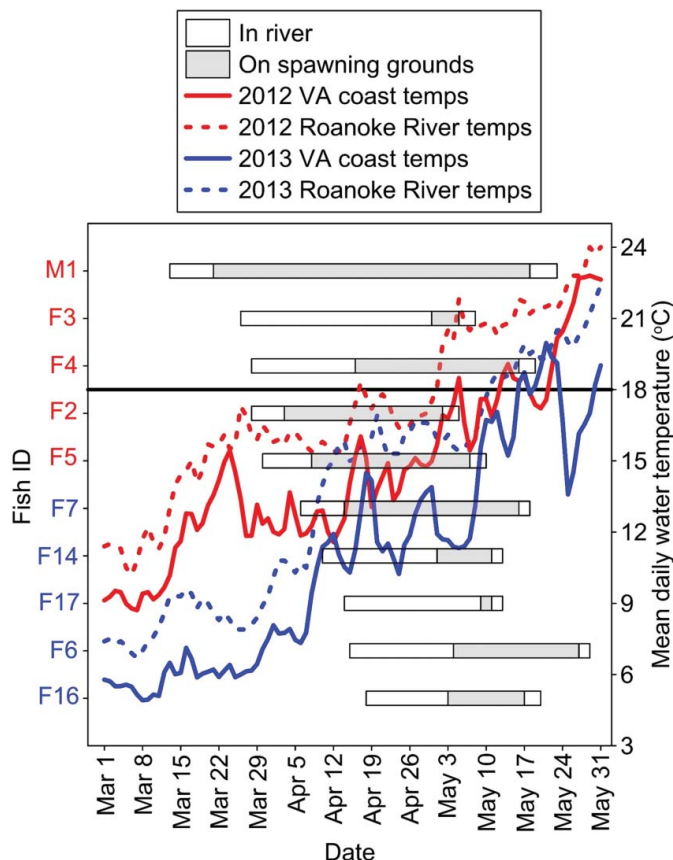 In river
On spawning grounds
2012 VA coast temps
2012 Roanoke River temps
2013 VA coast temps
2013 Roanoke River temps
Fish ID
M1
F3
F4
F2
F5
F7
F14
F17
F6
F16
24
21
18
15
12
9
6
3
Mean daily water temperature (°C)
Mar 1
Mar 8
Mar 15
Mar 22
Mar 29
Apr 5
Apr 12
Apr 19
Apr 26
May 3
May 10
May 17
May 24
May 31
Date